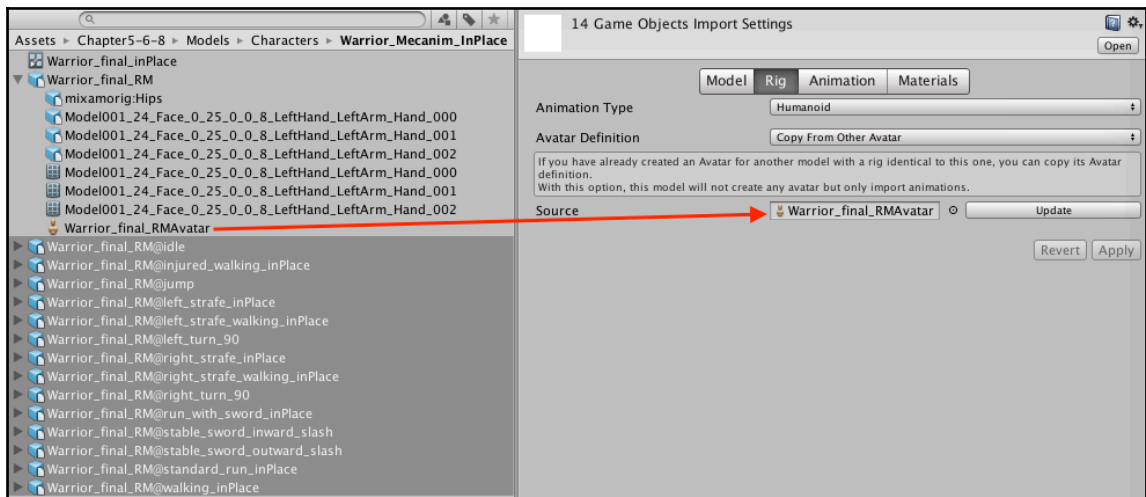 Assets ▸ Chapter5-6-8 ▸ Models ▸ Characters ▸ Warrior_Mecanim_InPlace
Warrior_final_inPlace
Warrior_final_RM
mixamorig:Hips
Model001_24_Face_0_25_0_0_8_LeftHand_LeftArm_Hand_000
Model001_24_Face_0_25_0_0_8_LeftHand_LeftArm_Hand_001
Model001_24_Face_0_25_0_0_8_LeftHand_LeftArm_Hand_002
Model001_24_Face_0_25_0_0_8_LeftHand_LeftArm_Hand_000
Model001_24_Face_0_25_0_0_8_LeftHand_LeftArm_Hand_001
Model001_24_Face_0_25_0_0_8_LeftHand_LeftArm_Hand_002
Warrior_final_RMAvatar
Warrior_final_RM@idle
Warrior_final_RM@injured_walking_inPlace
Warrior_final_RM@jump
Warrior_final_RM@left_strafe_inPlace
Warrior_final_RM@left_strafe_walking_inPlace
Warrior_final_RM@left_turn_90
Warrior_final_RM@right_strafe_inPlace
Warrior_final_RM@right_strafe_walking_inPlace
Warrior_final_RM@right_turn_90
Warrior_final_RM@run_with_sword_inPlace
Warrior_final_RM@stable_sword_inward_slash
Warrior_final_RM@stable_sword_outward_slash
Warrior_final_RM@standard_run_inPlace
Warrior_final_RM@walking_inPlace
14 Game Objects Import Settings
Open
Model Rig Animation Materials
Animation Type Humanoid
Avatar Definition Copy From Other Avatar
If you have already created an Avatar for another model with a rig identical to this one, you can copy its Avatar
definition.
With this option, this model will not create any avatar but only import animations.
Source Warrior_final_RMAvatar Update
Revert Apply